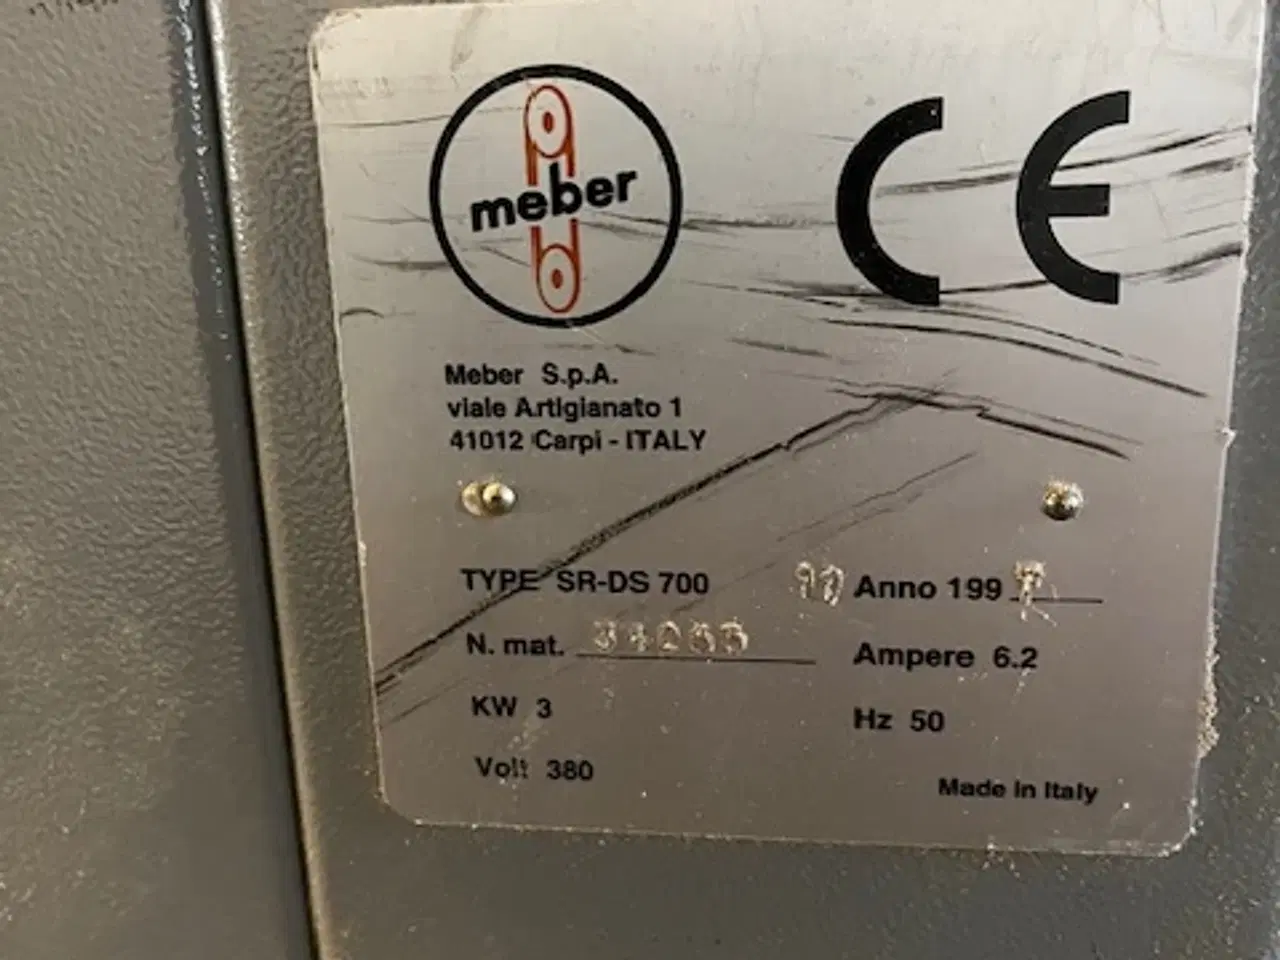 meber
CE
Meber S.p.A.
viale Artigianato 1
41012 Carpi - ITALY
TYPE SR-DS 700
Anno 199
N. mat.
Ampere 6.2
KW 3
Hz 50
Volt 380
Made in Italy